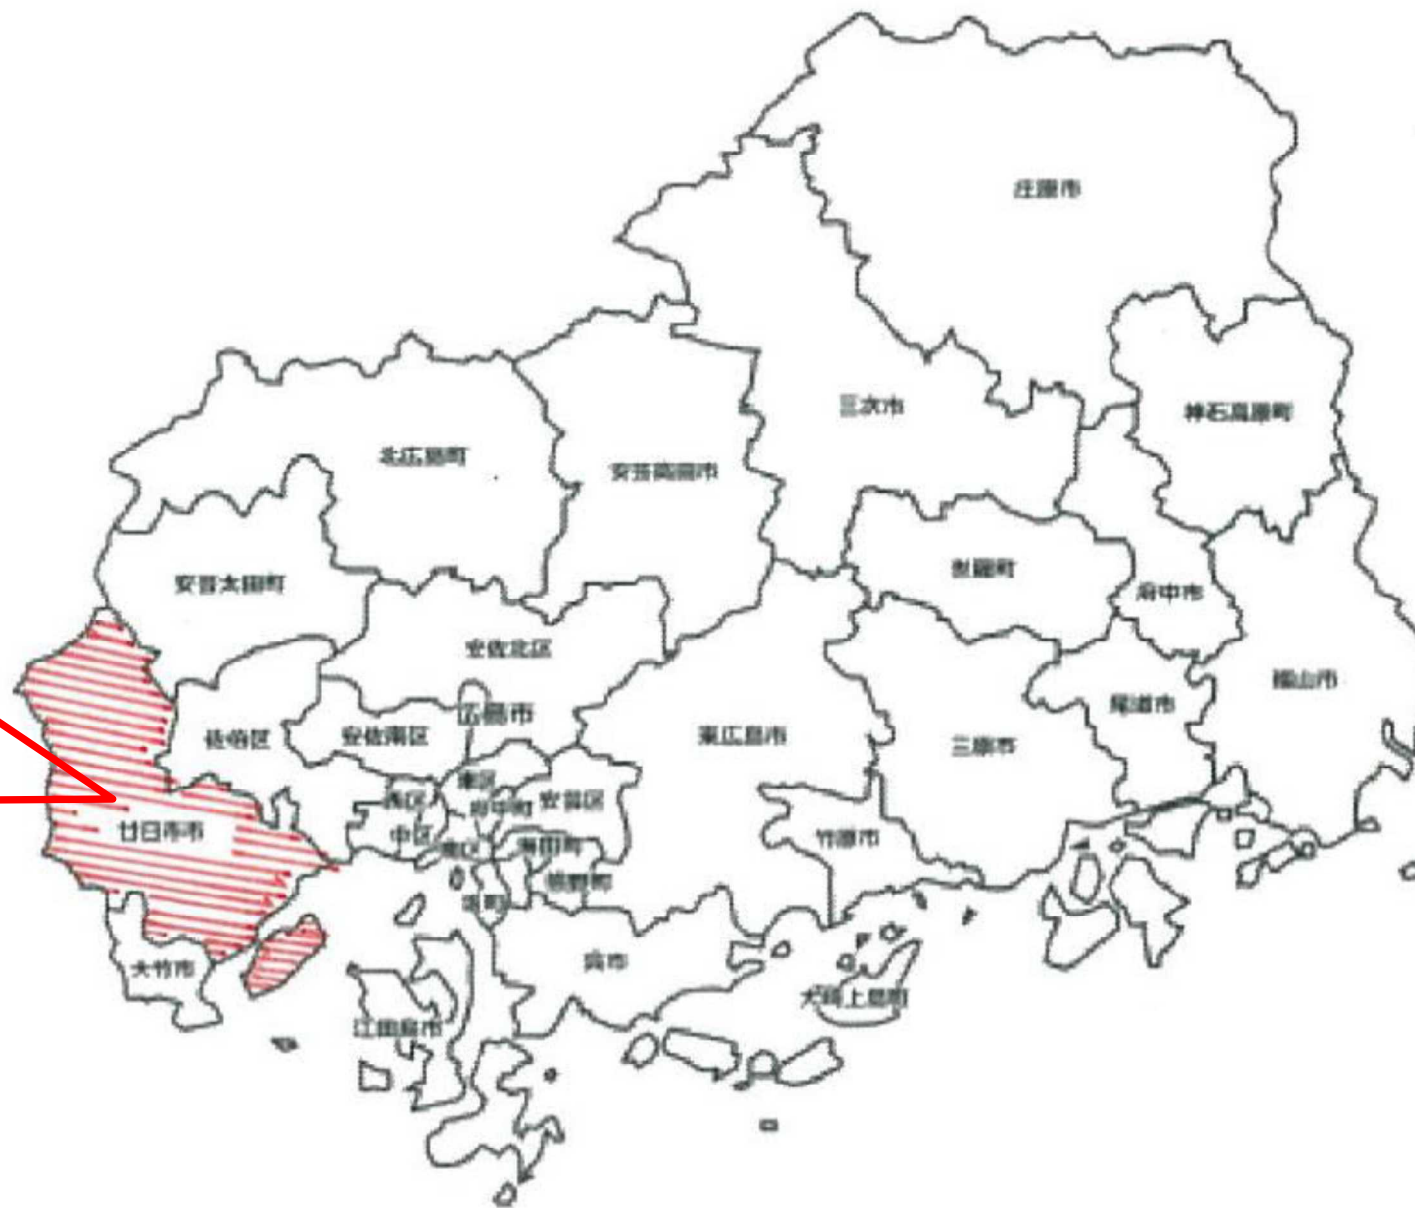 庄原市
三次市
神石高原町
北広島町
安芸高田市
世羅町
安芸太田町
府中市
安佐北区
福山市
尾道市
広島市
佐伯区
安佐南区
東広島市
三原市
東区
西区
府中町
安芸区
廿日市市
中区
南区
海田町
竹原市
熊野町
坂町
大竹市
呉市
大崎上島町
江田島市